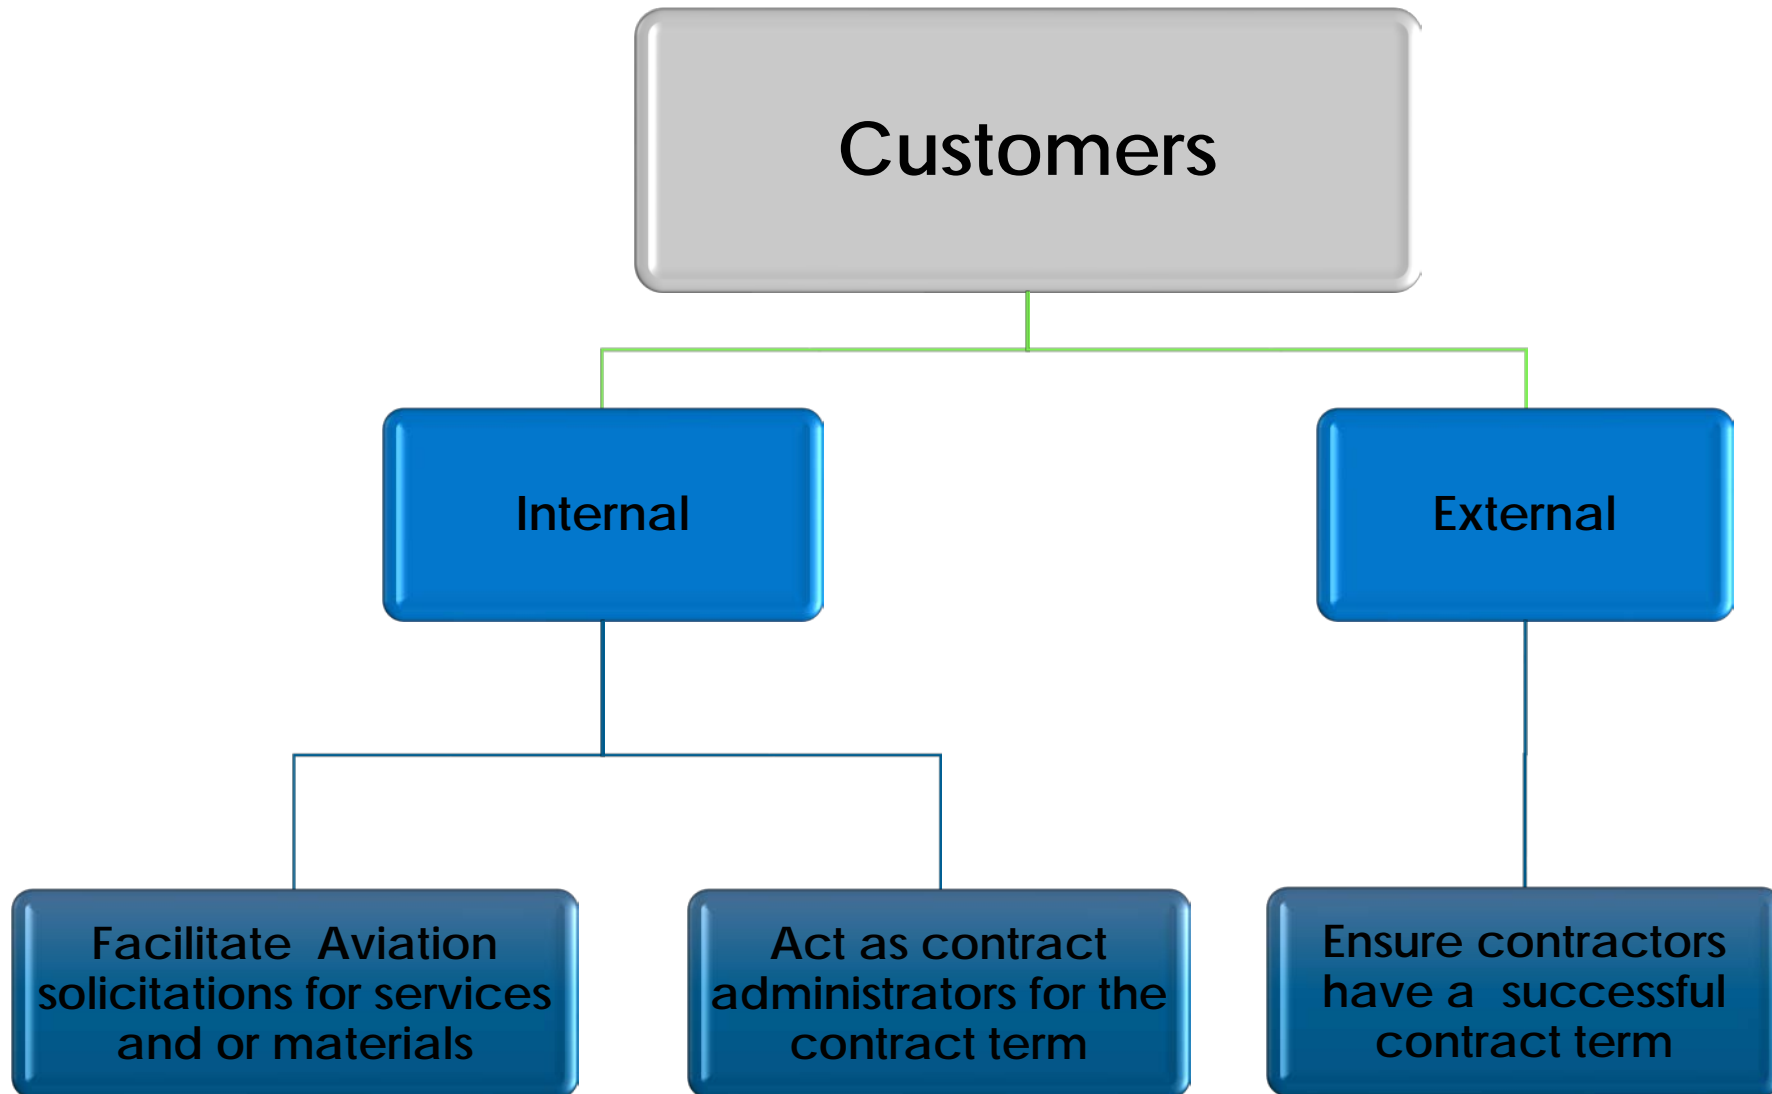 Customers
Internal
External
Facilitate Aviation
solicitations for services
and or materials
Act as contract
administrators for the
contract term
Ensure contractors
have a successful
contract term